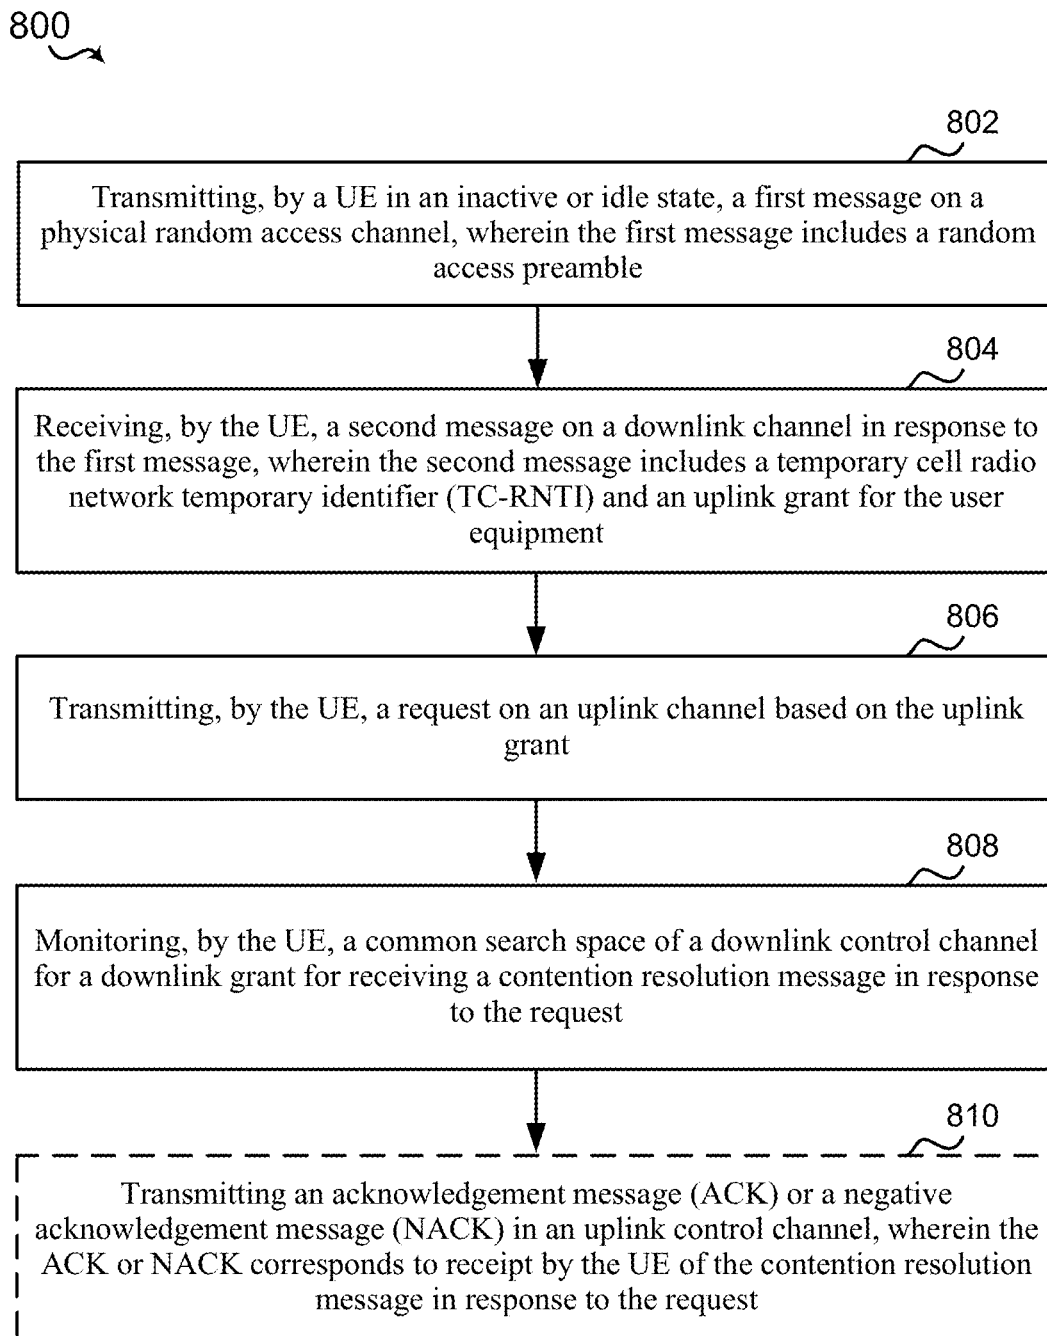 800
802
Transmitting, by a UE in an inactive or idle state, a first message on a
physical random access channel, wherein the first message includes a random
access preamble
804
Receiving, by the UE, a second message on a downlink channel in response to
the first message, wherein the second message includes a temporary cell radio
network temporary identifier (TC-RNTI) and an uplink grant for the user
equipment
806
Transmitting, by the UE, a request on an uplink channel based on the uplink
grant
808
Monitoring, by the UE, a common search space of a downlink control channel
for a downlink grant for receiving a contention resolution message in response
to the request
810
Transmitting an acknowledgement message (ACK) or a negative
acknowledgement message (NACK) in an uplink control channel, wherein the
ACK or NACK corresponds to receipt by the UE of the contention resolution
message in response to the request